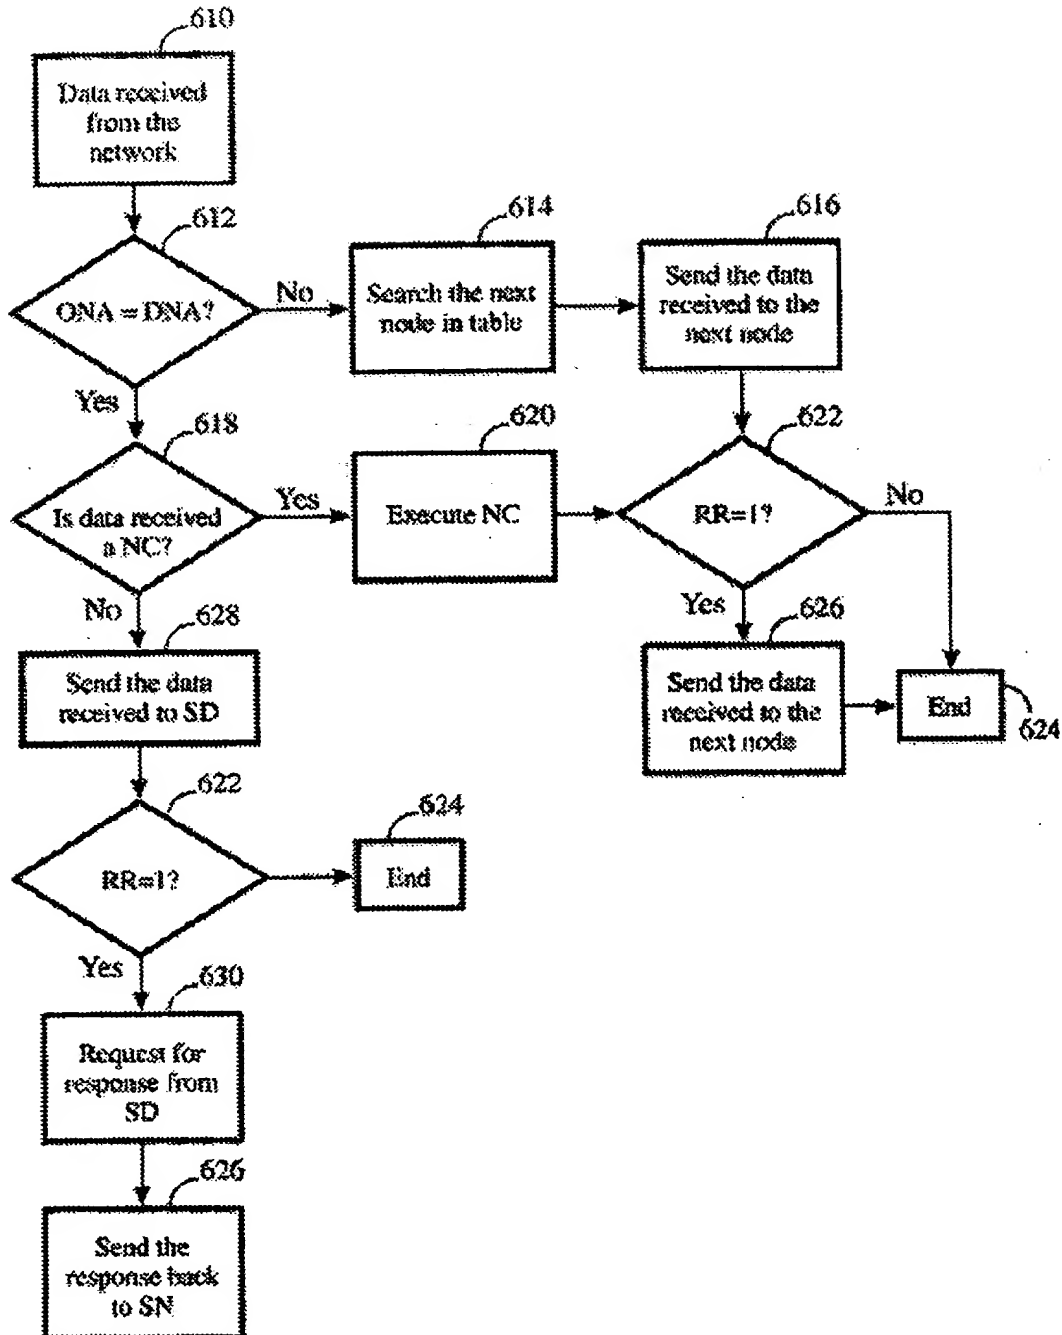 610
Data received
from the
network
612
ONA = DNA?
No
614
Search the next
node in table
616
Send the data
received to the
next node
Yes
618
Is data received
a NC?
Yes
620
Execute NC
622
RR=1?
No
No
628
Send the data
received to SD
Yes
626
Send the data
received to the
next node
End
624
622
RR=1?
624
End
Yes
630
Request for
response from
SD
626
Send the
response back
to SN